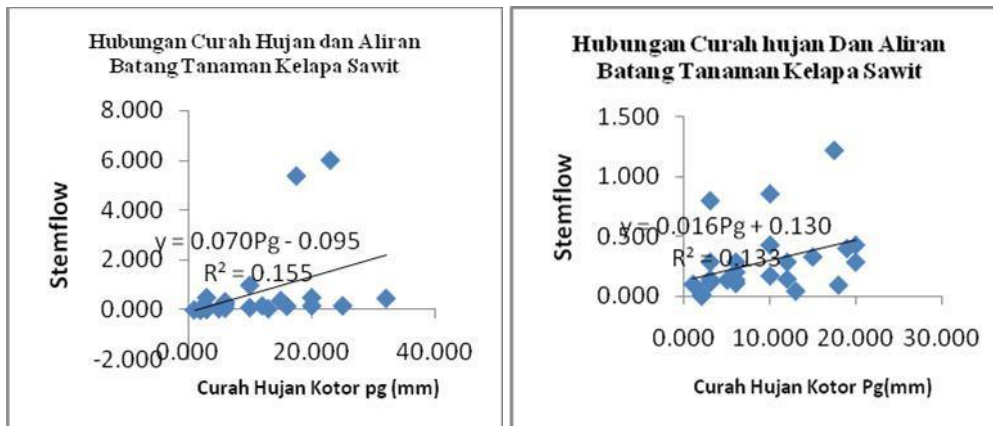 Hubungan Curah Hujan dan Aliran
Batang Tanaman Kelapa Sawit
8.000
6.000
4.000
2.000
0.000
-2.000
Stemflow
y = 0.070Pg - 0.095
R² = 0.155
0.000 20.000 40.000
Curah Hujan Kotor pg (mm)
Hubungan Curah hujan Dan Aliran
Batang Tanaman Kelapa Sawit
1.500
1.000
0.500
0.000
Stemflow
y = 0.016Pg + 0.130
R² = 0.133
0.000 10.000 20.000 30.000
Curah Hujan Kotor Pg(mm)